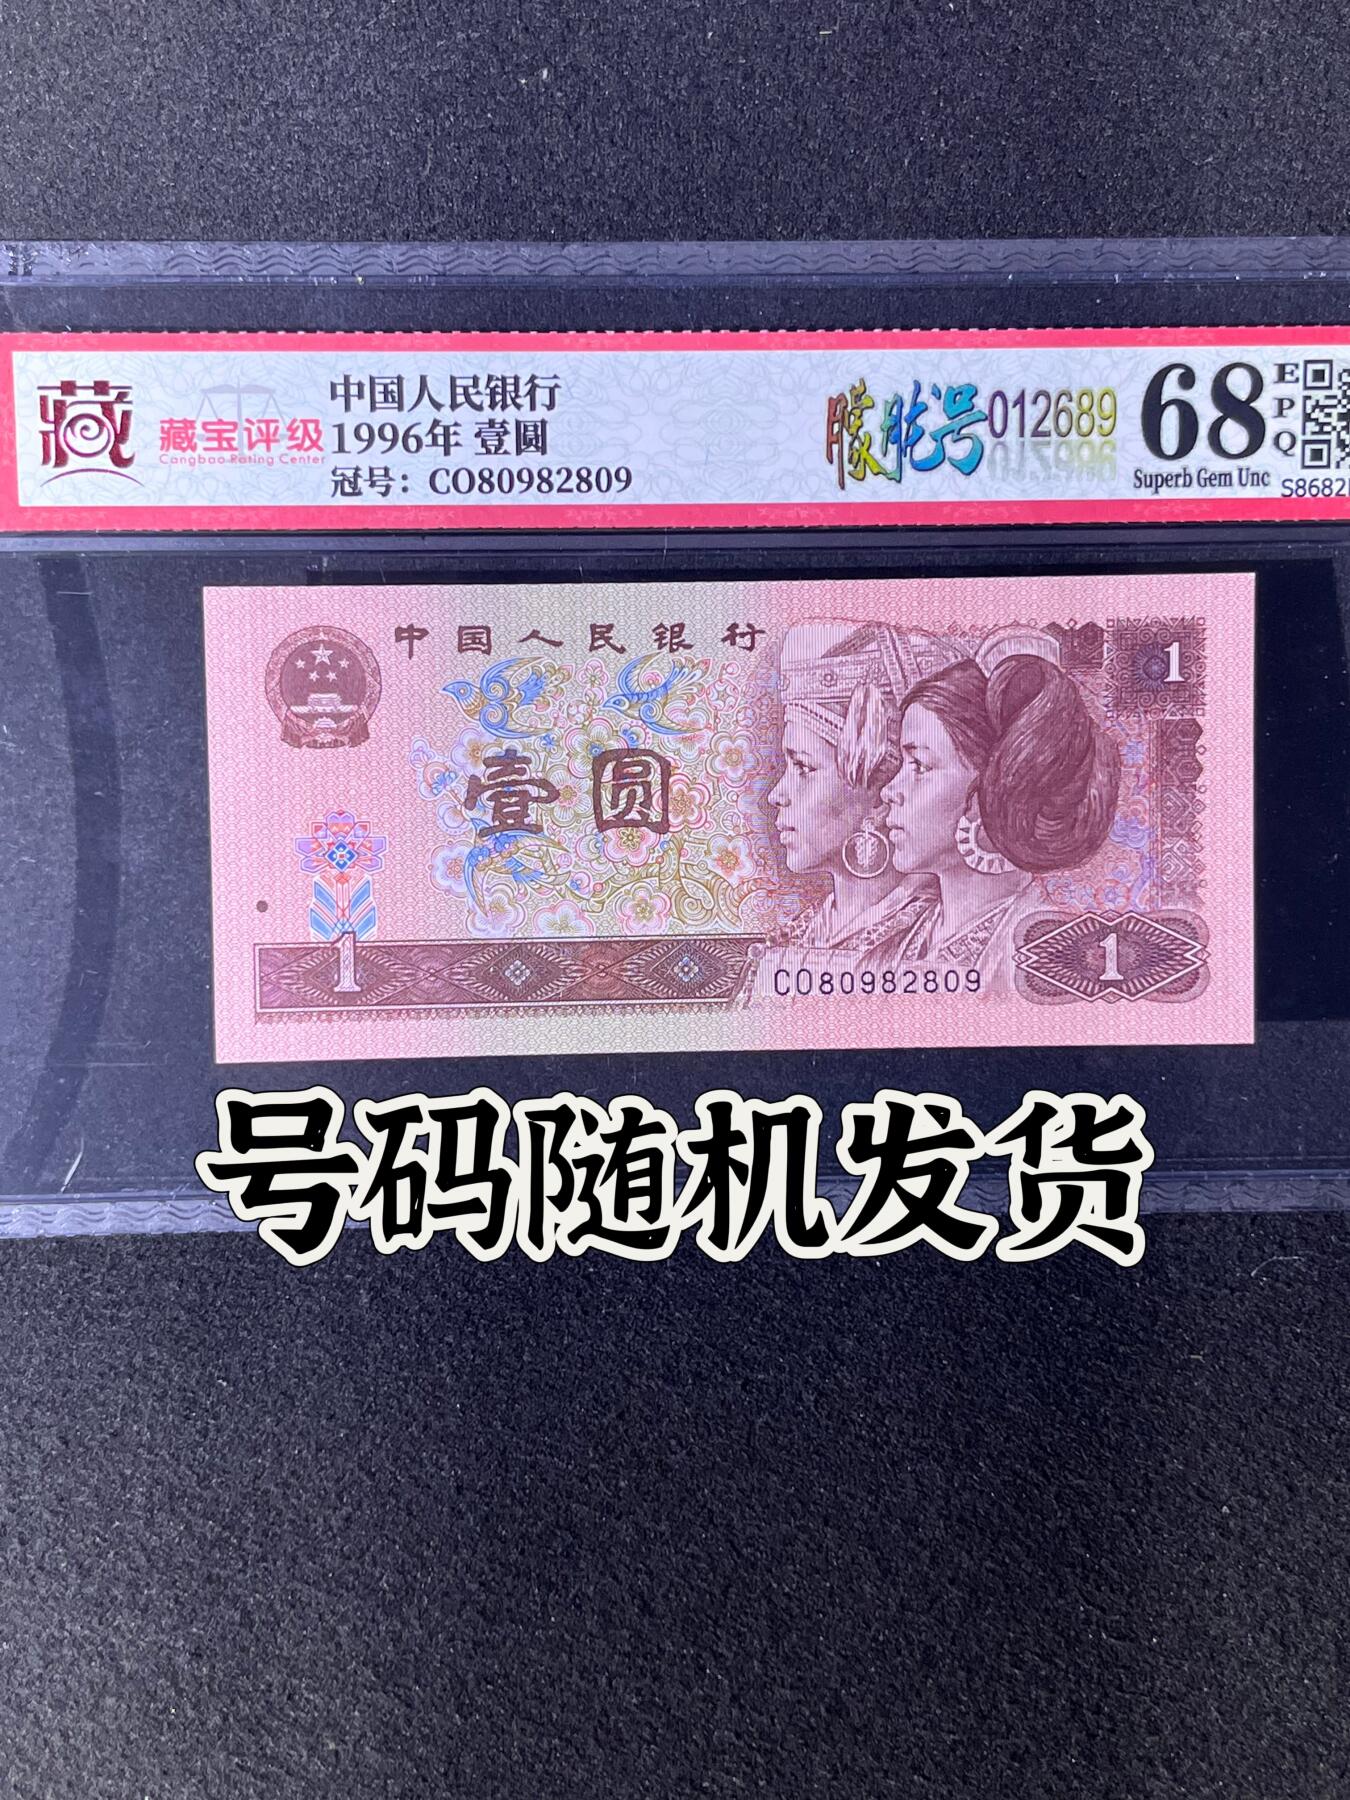 藏
藏宝评级
Cangbao Rating Center
中国人民银行
1996年 壹圆
冠号：CO80982809
号012689
68
EPQ
Superb Gem Unc
S8682
中国人民银行
1
壹圆
1
CO80982809
1
号码随机发货